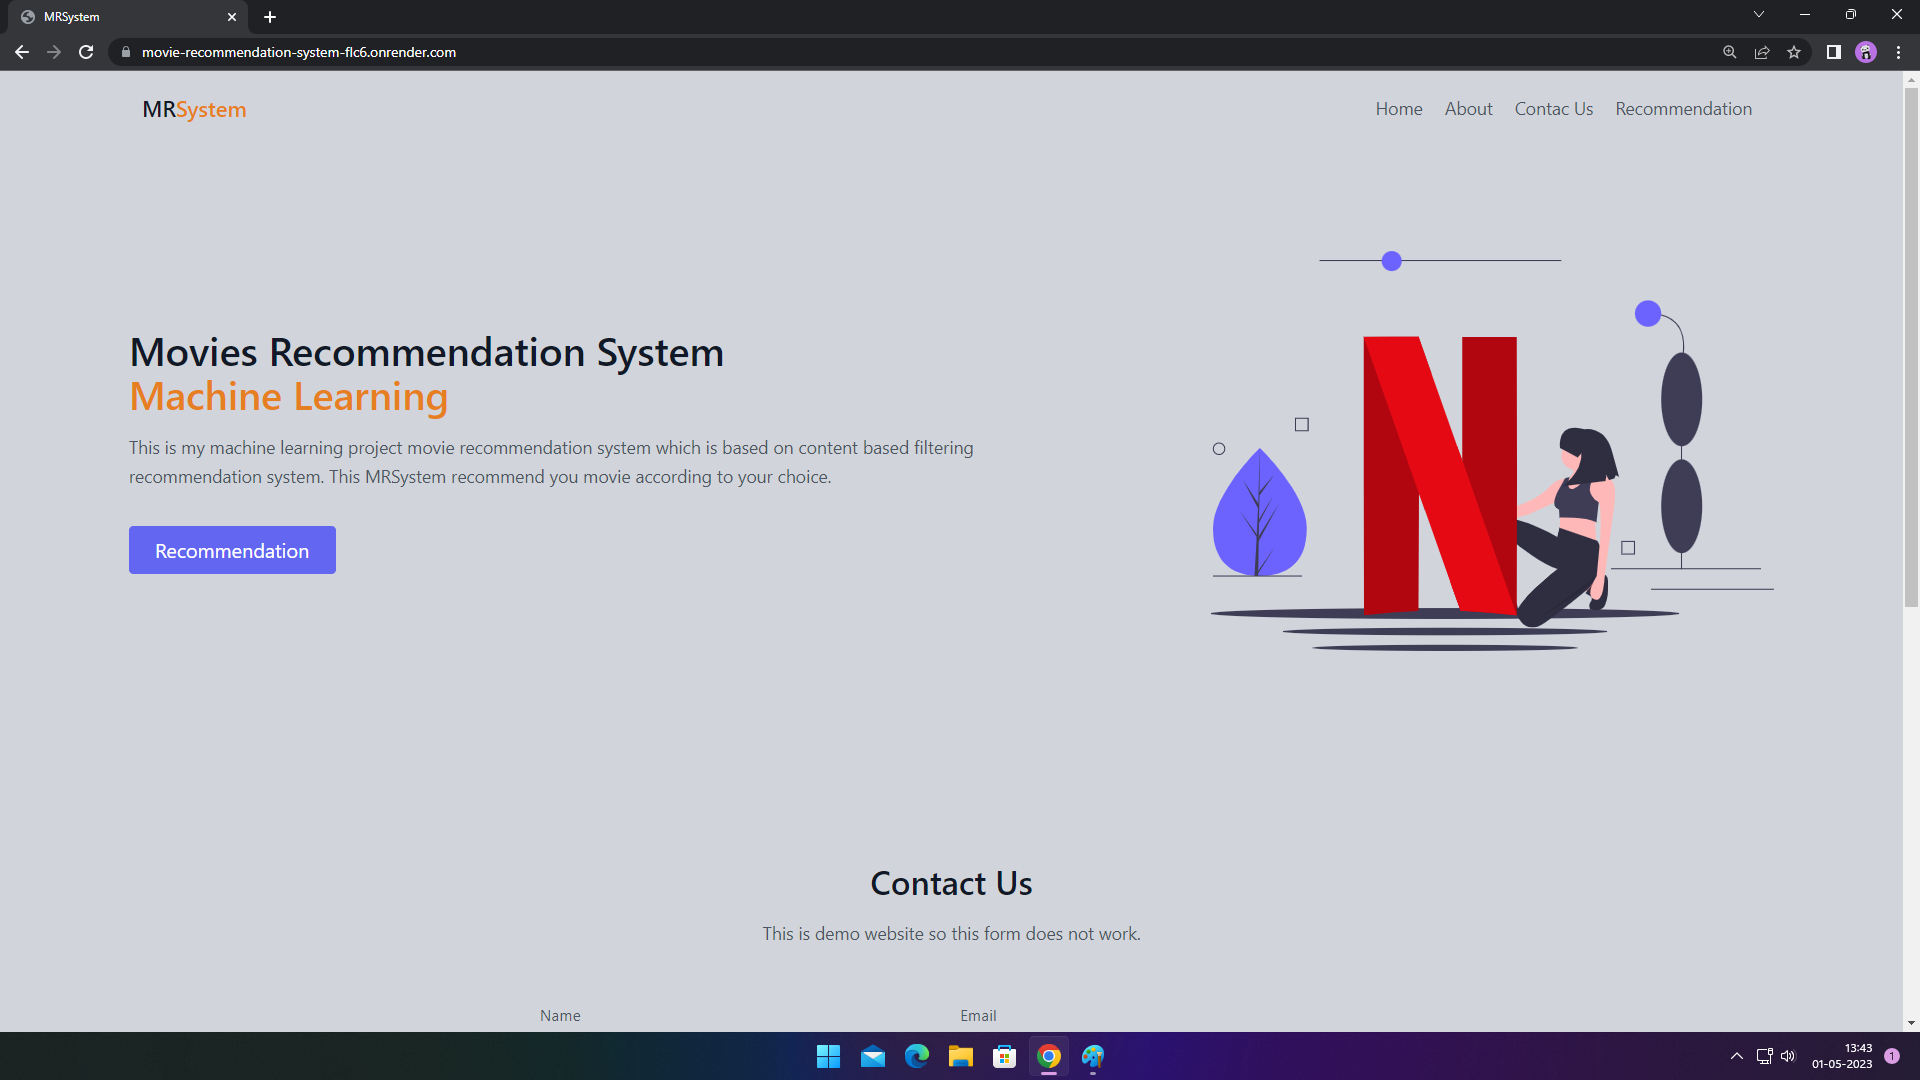 MRSystem
movie-recommendation-system-flc6.onrender.com
MRSystem
Home About Contac Us Recommendation
Movies Recommendation System
Machine Learning
This is my machine learning project movie recommendation system which is based on content based filtering
recommendation system. This MRSystem recommend you movie according to your choice.
Recommendation
Contact Us
This is demo website so this form does not work.
Name Email
13:43
01-05-2023
1